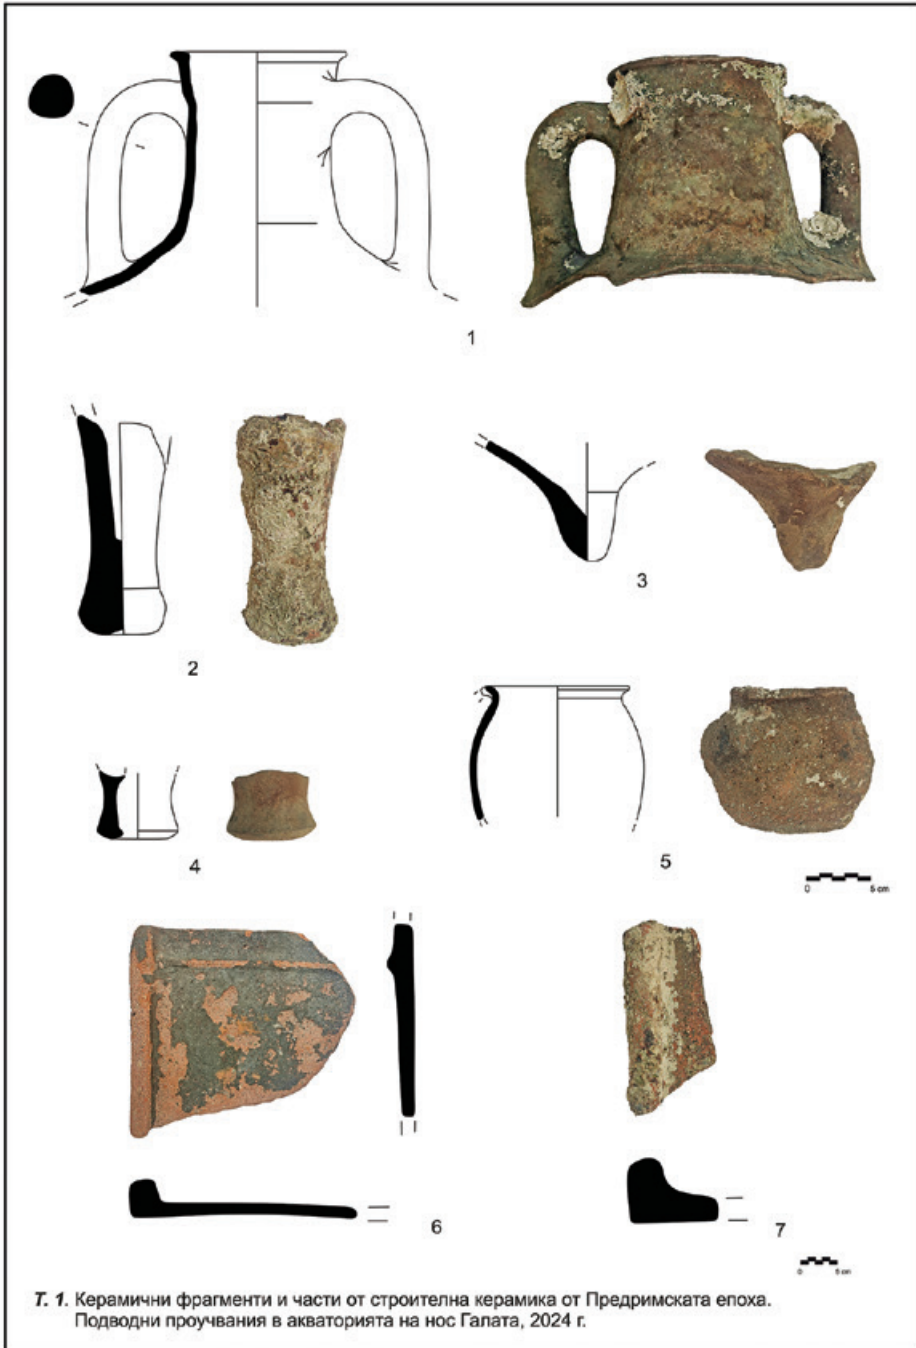 1
2
3
4
5
0 5 cm
6
7
0 5 cm
Т. 1. Керамични фрагменти и части от строителна керамика от Предримската епоха.
Подводни проучвания в акваторията на нос Галата, 2024 г.